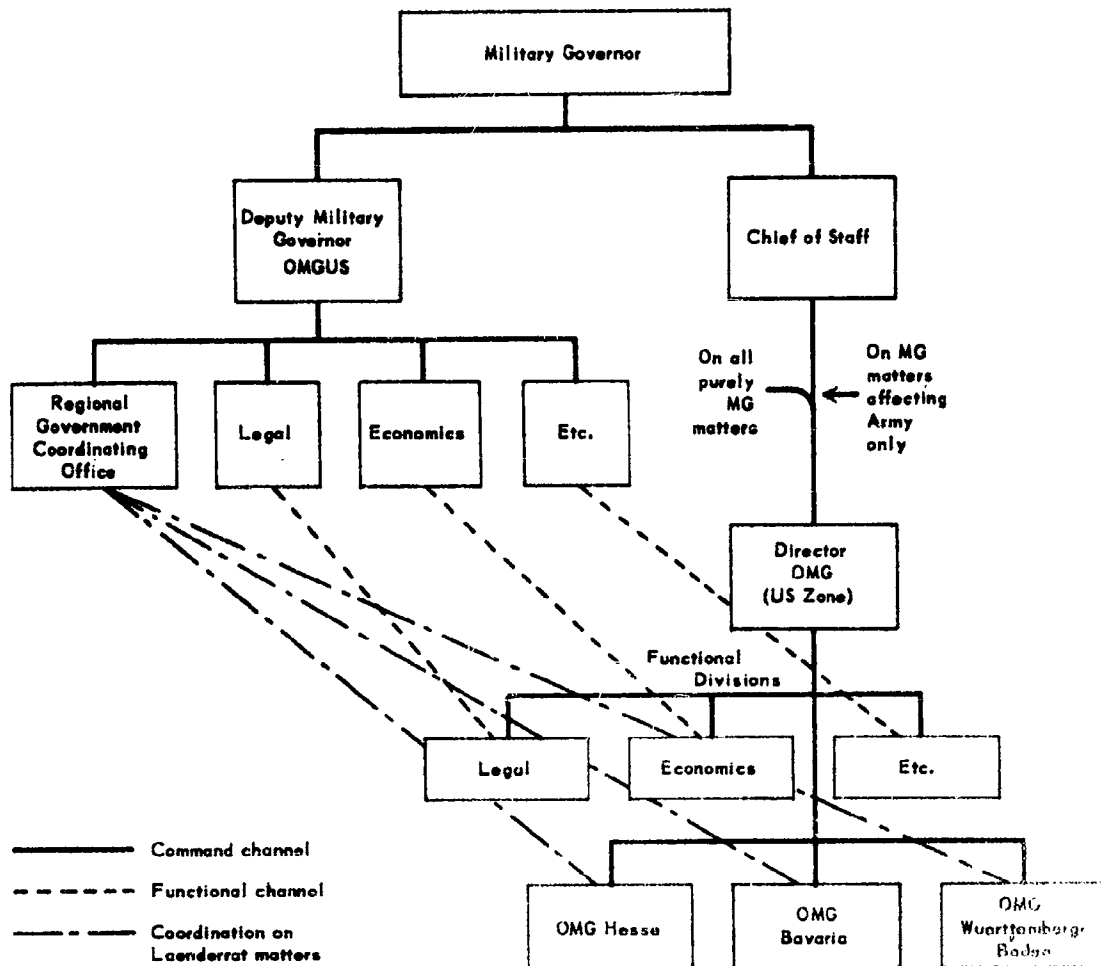 Military Governor
Deputy Military
Governor
OMGUS
Chief of Staff
On all
purely
MG
matters
On MG
matters
affecting
Army
only
Regional
Government
Coordinating
Office
Legal
Economics
Etc.
Director
OMG
(US Zone)
Functional
Divisions
Legal
Economics
Etc.
Command channel
Functional channel
Coordination on
Laenderrat matters
OMG Hesse
OMG
Bavaria
OMG
Wuerttemberg-
Baden